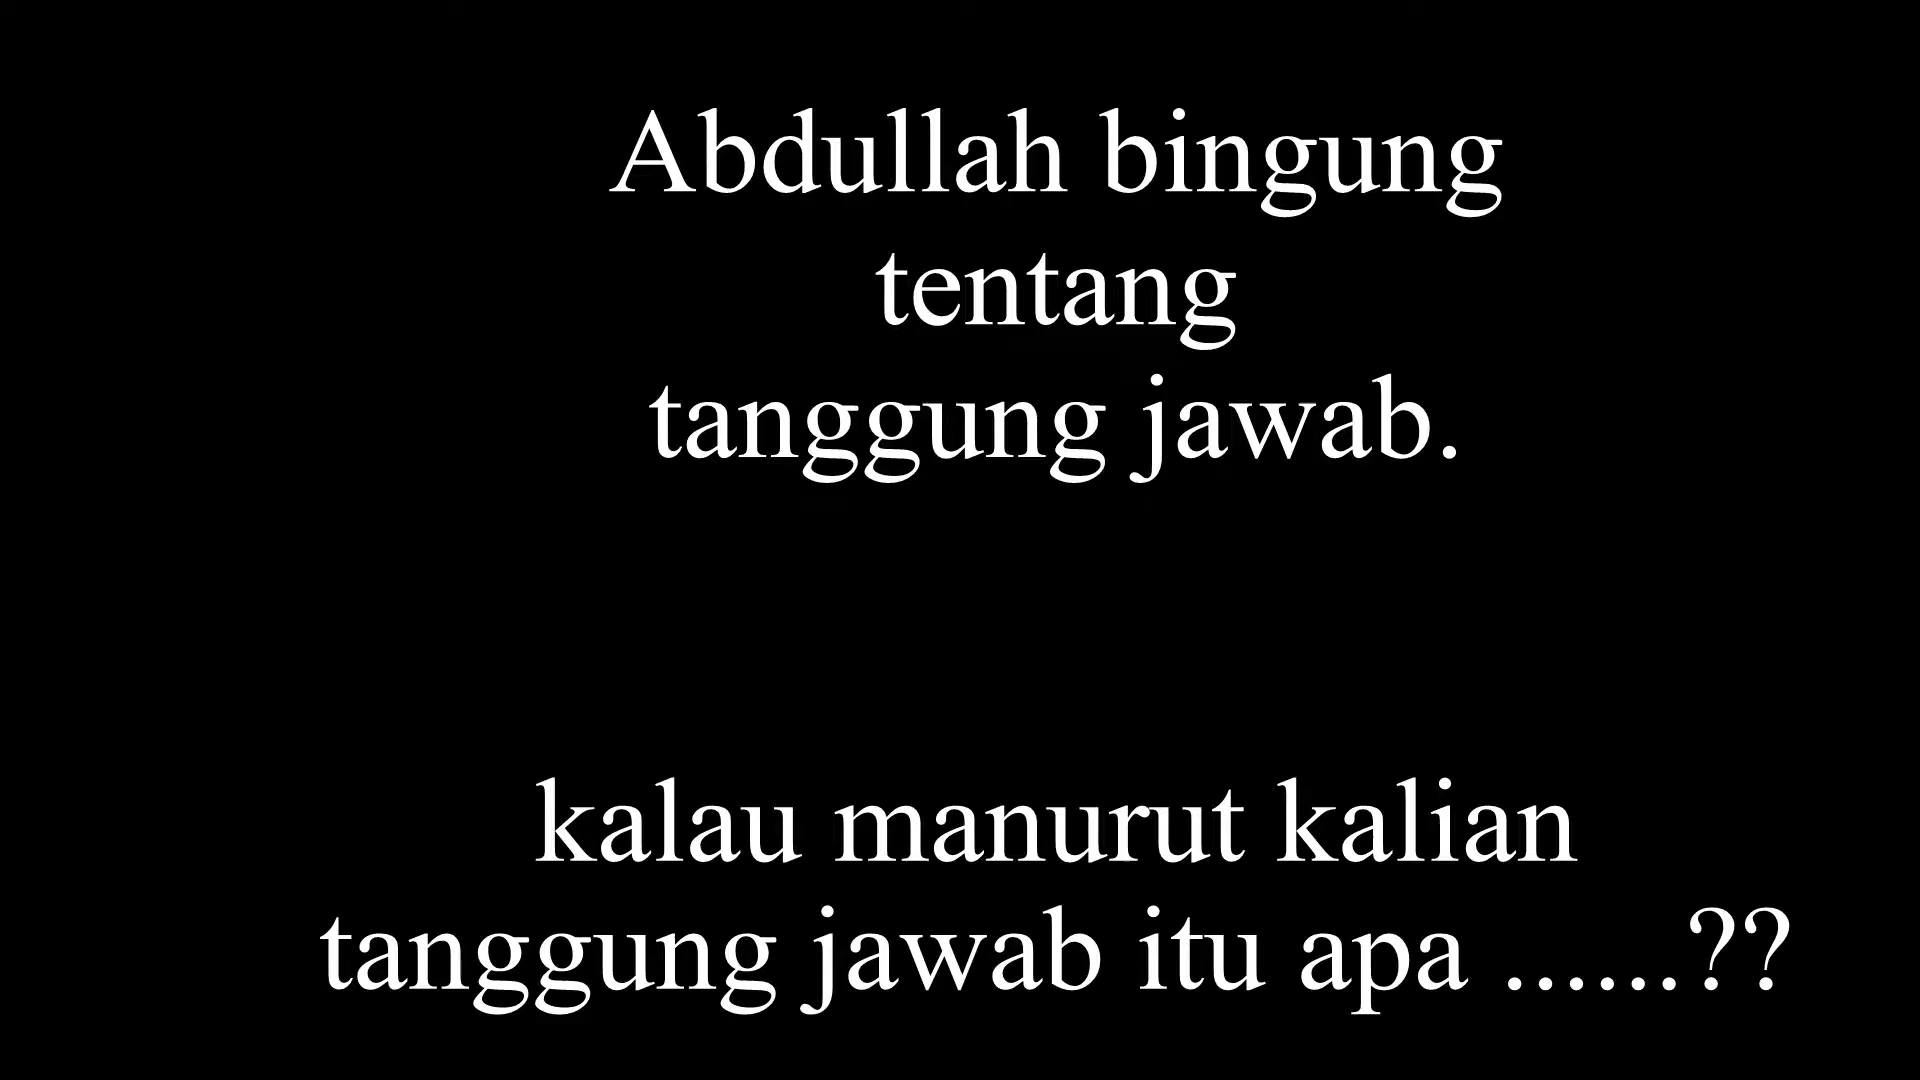 Abdullah bingung
tentang
tanggung jawab.
kalau manurut kalian
tanggung jawab itu apa ......??